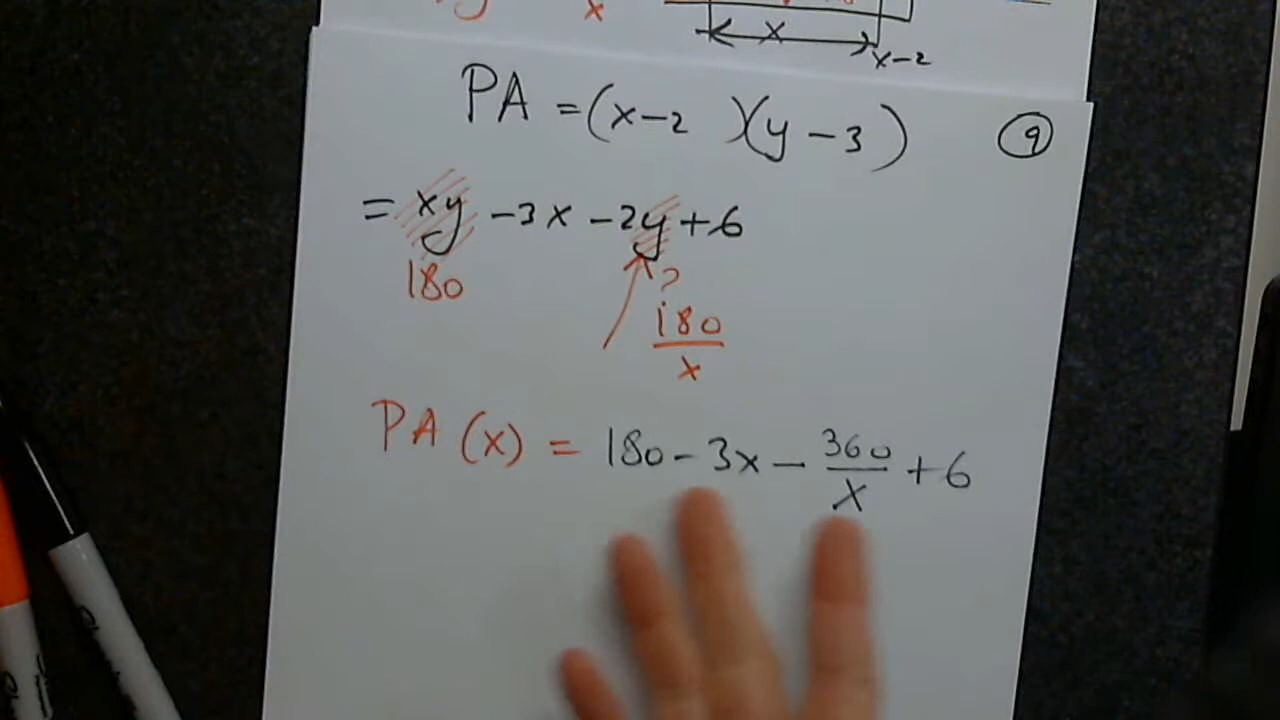 y x
x
x-2
PA = (x-2 )(y-3) 9
= xy - 3x - 2y + 6
180 ?
180/x
PA(x) = 180 - 3x - 360/x + 6